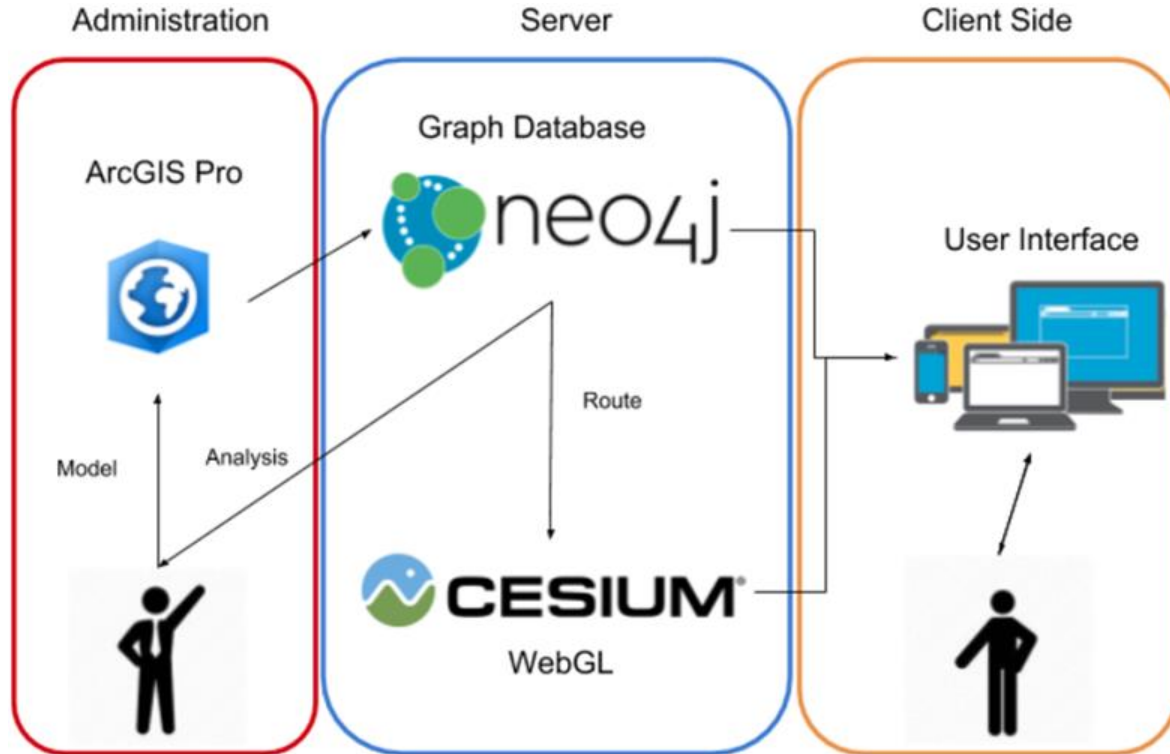 Administration
Server
Client Side
Graph Database
ArcGIS Pro
neo4j
User Interface
Route
Model
Analysis
CESIUM®
WebGL